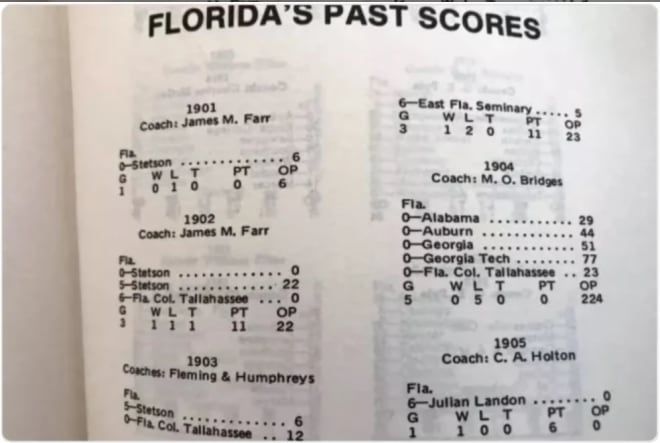 FLORIDA'S PAST SCORES
1901
Coach: James M. Farr
Fla.
0—Stetson ............. 6
G W L T PT OP
1 0 1 0 0 6
1902
Coach: James M. Farr
Fla.
0—Stetson ............. 0
5—Stetson ............. 22
6—Fla. Col. Tallahassee ... 0
G W L T PT OP
3 1 1 1 11 22
1903
Coaches: Fleming & Humphreys
Fla.
5—Stetson ............. 6
0—Fla. Col. Tallahassee .. 12
6—East Fla. Seminary ..... 5
G W L T PT OP
3 1 2 0 11 23
1904
Coach: M. O. Bridges
Fla.
0—Alabama ............ 29
0—Auburn ............. 44
0—Georgia ............ 51
0—Georgia Tech ........ 77
0—Fla. Col. Tallahassee .. 23
G W L T PT OP
5 0 5 0 0 224
1905
Coach: C. A. Holton
Fla.
6—Julian Landon ........ 0
G W L T PT OP
1 1 0 0 6 0